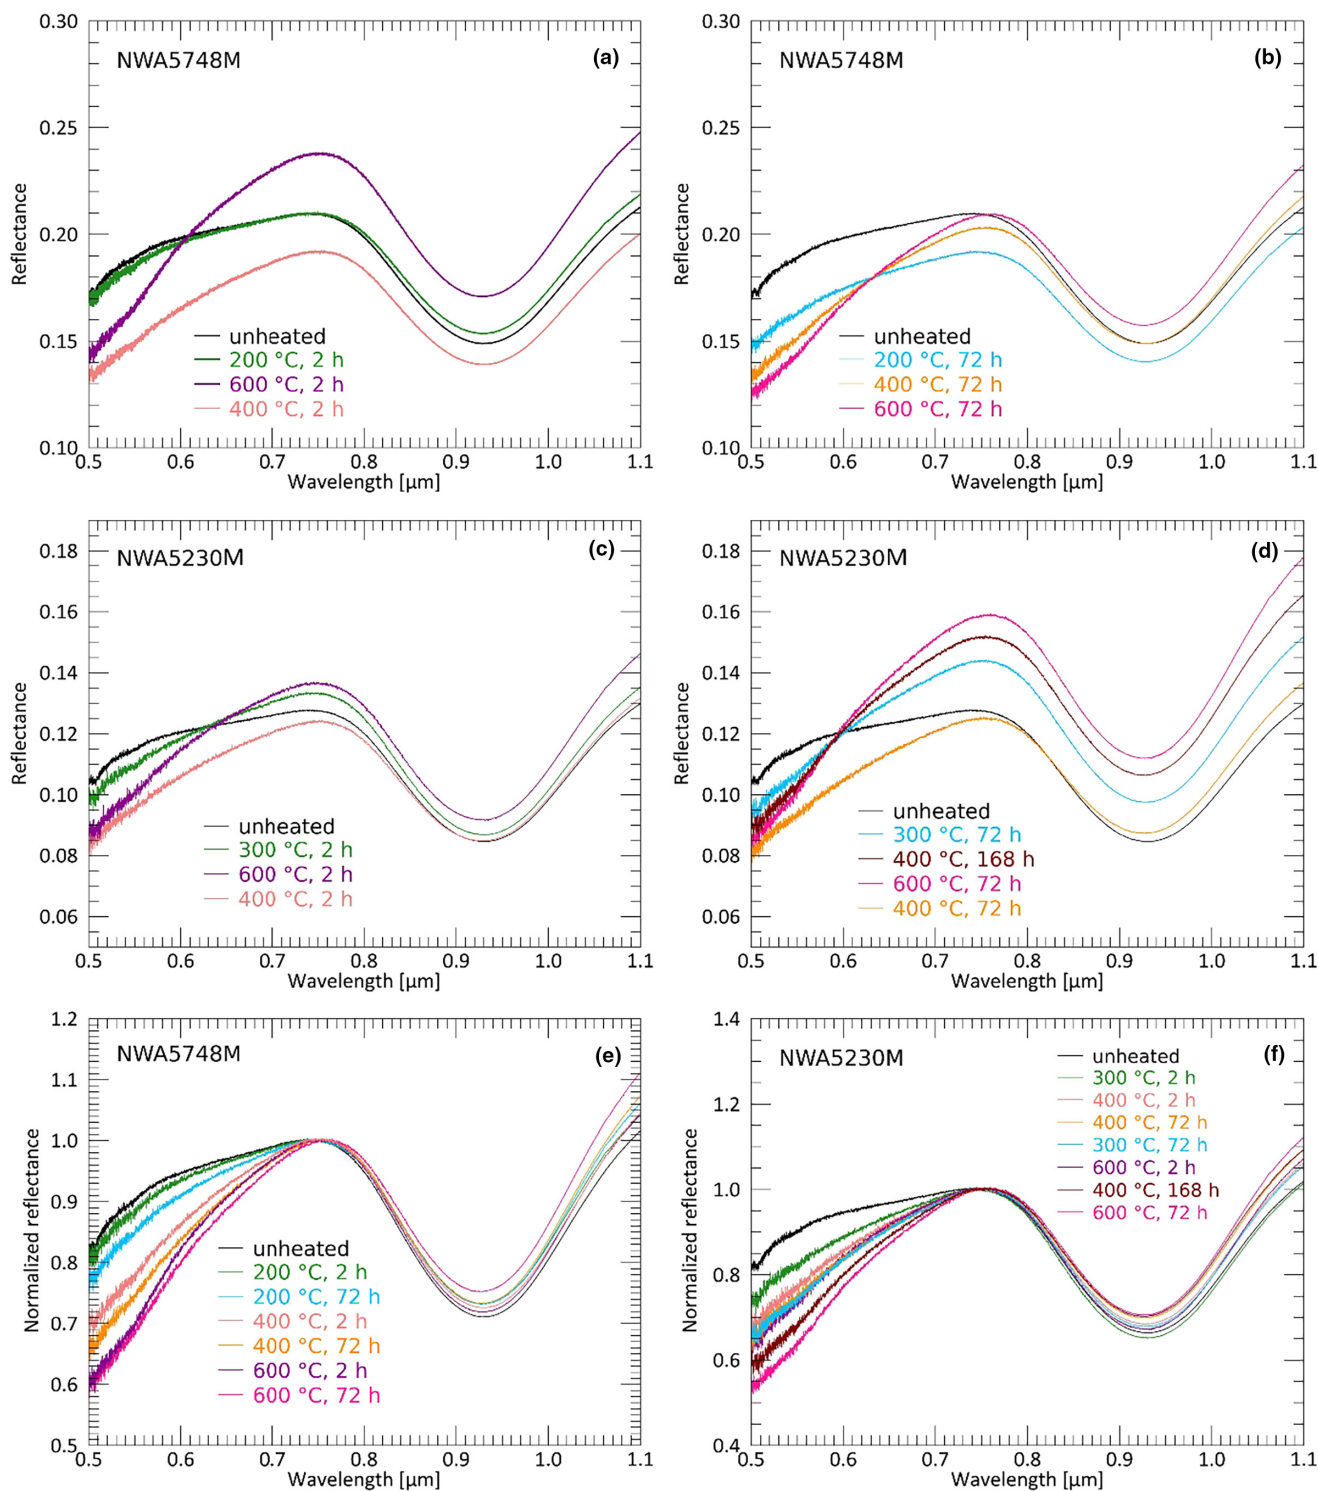 NWA5748M
(a)
0.30
0.25
0.20
0.15
0.10
Reflectance
unheated
200 °C, 2 h
600 °C, 2 h
400 °C, 2 h
0.5 0.6 0.7 0.8 0.9 1.0 1.1
Wavelength [µm]
NWA5748M
(b)
0.30
0.25
0.20
0.15
0.10
Reflectance
unheated
200 °C, 72 h
400 °C, 72 h
600 °C, 72 h
0.5 0.6 0.7 0.8 0.9 1.0 1.1
Wavelength [µm]
NWA5230M
(c)
0.18
0.16
0.14
0.12
0.10
0.08
0.06
Reflectance
unheated
300 °C, 2 h
600 °C, 2 h
400 °C, 2 h
0.5 0.6 0.7 0.8 0.9 1.0 1.1
Wavelength [µm]
NWA5230M
(d)
0.18
0.16
0.14
0.12
0.10
0.08
0.06
Reflectance
unheated
300 °C, 72 h
400 °C, 168 h
600 °C, 72 h
400 °C, 72 h
0.5 0.6 0.7 0.8 0.9 1.0 1.1
Wavelength [µm]
NWA5748M
(e)
1.2
1.1
1.0
0.9
0.8
0.7
0.6
0.5
Normalized reflectance
unheated
200 °C, 2 h
200 °C, 72 h
400 °C, 2 h
400 °C, 72 h
600 °C, 2 h
600 °C, 72 h
0.5 0.6 0.7 0.8 0.9 1.0 1.1
Wavelength [µm]
NWA5230M
(f)
1.4
1.2
1.0
0.8
0.6
0.4
Normalized reflectance
unheated
300 °C, 2 h
400 °C, 2 h
400 °C, 72 h
300 °C, 72 h
600 °C, 2 h
400 °C, 168 h
600 °C, 72 h
0.5 0.6 0.7 0.8 0.9 1.0 1.1
Wavelength [µm]